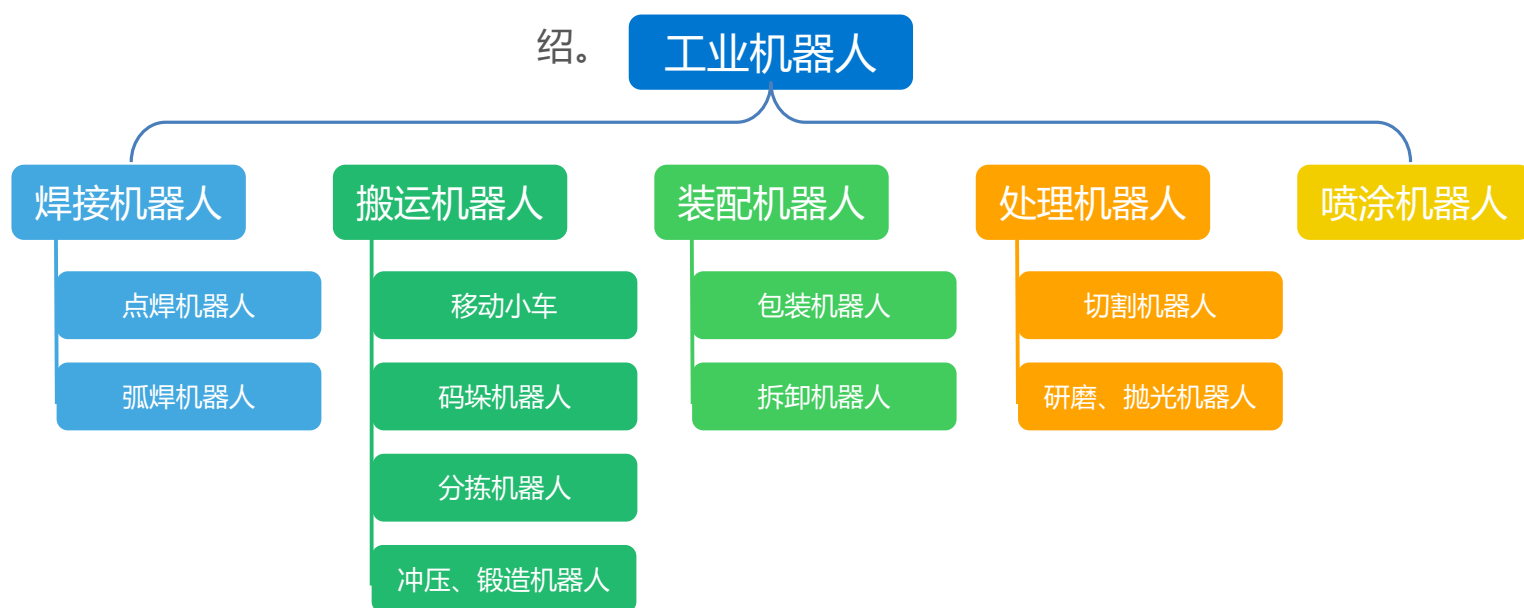 绍。
工业机器人
焊接机器人
搬运机器人
装配机器人
处理机器人
喷涂机器人
点焊机器人
移动小车
包装机器人
切割机器人
弧焊机器人
码垛机器人
拆卸机器人
研磨、抛光机器人
分拣机器人
冲压、锻造机器人